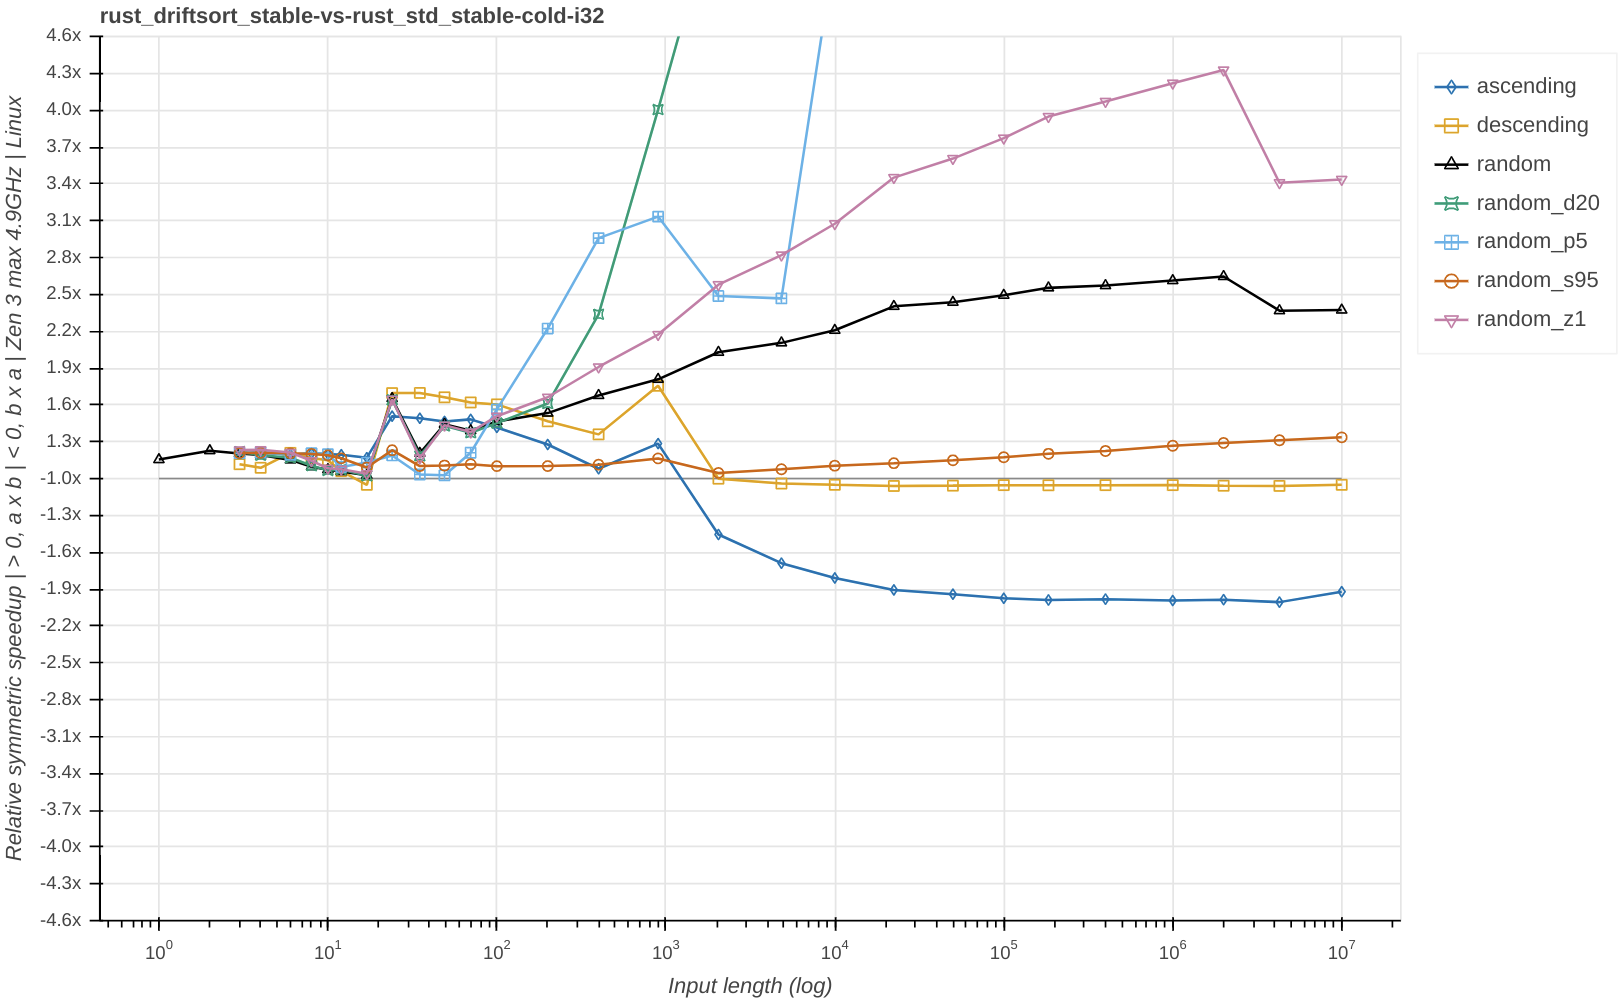 rust_driftsort_stable-vs-rust_std_stable-cold-i32
Relative symmetric speedup | > 0, a x b | < 0, b x a | Zen 3 max 4.9GHz | Linux
4.6x
4.3x
4.0x
3.7x
3.4x
3.1x
2.8x
2.5x
2.2x
1.9x
1.6x
1.3x
-1.0x
-1.3x
-1.6x
-1.9x
-2.2x
-2.5x
-2.8x
-3.1x
-3.4x
-3.7x
-4.0x
-4.3x
-4.6x
10⁰ 10¹ 10² 10³ 10⁴ 10⁵ 10⁶ 10⁷
Input length (log)
ascending
descending
random
random_d20
random_p5
random_s95
random_z1